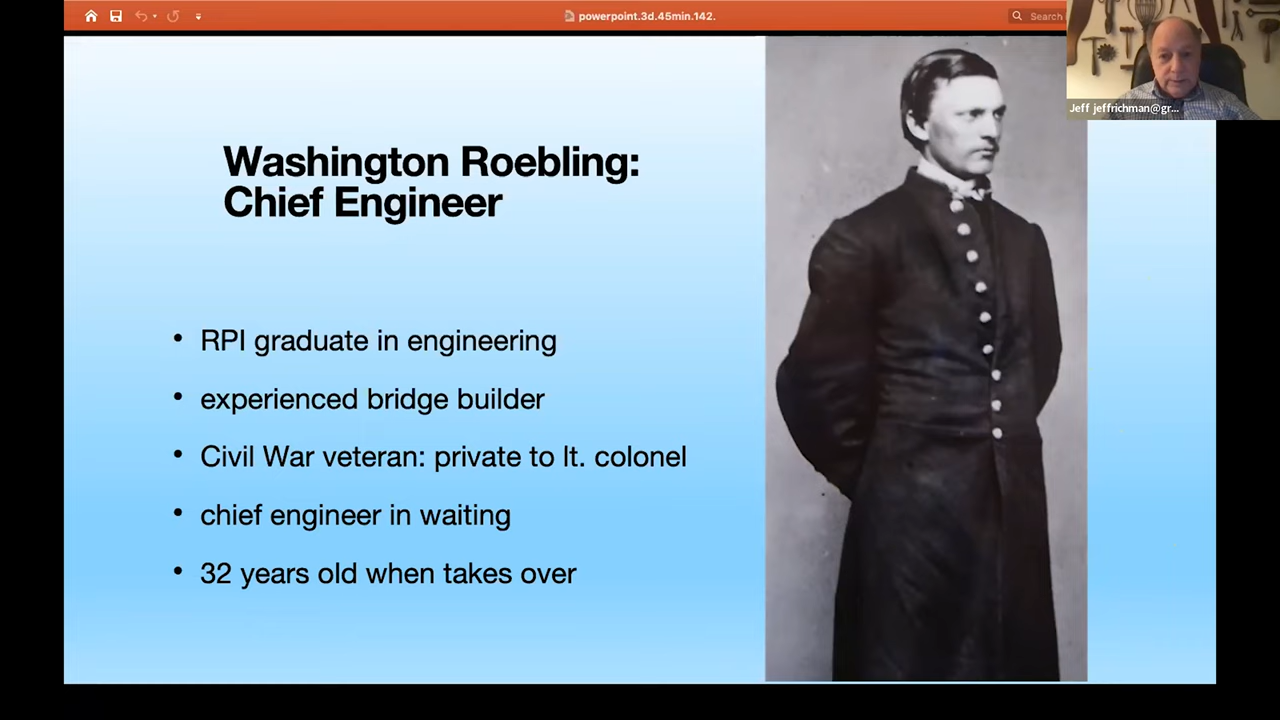 powerpoint.3d.45min.142.
Search
Jeff jeffrichman@gr...
Washington Roebling:
Chief Engineer
• RPI graduate in engineering
• experienced bridge builder
• Civil War veteran: private to lt. colonel
• chief engineer in waiting
• 32 years old when takes over